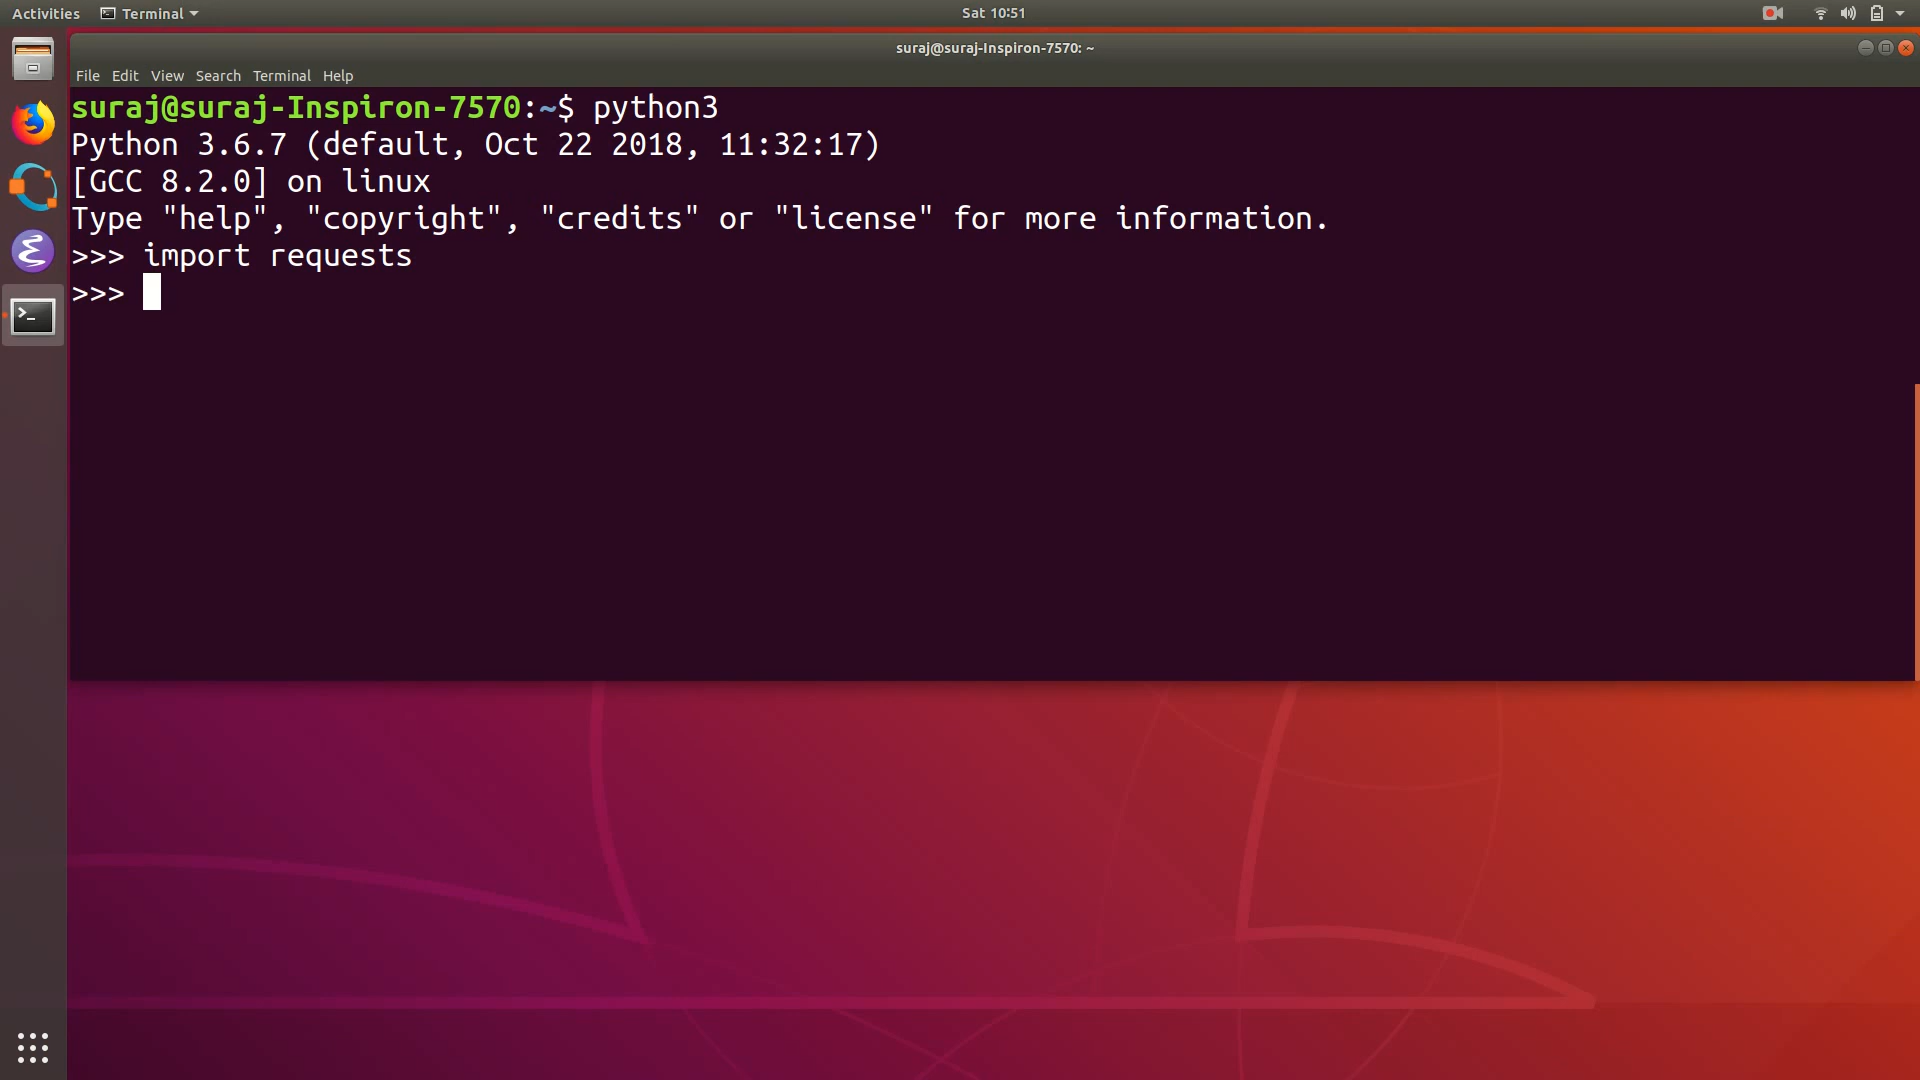 Activities Terminal Sat 10:51
suraj@suraj-Inspiron-7570: ~
File Edit View Search Terminal Help
suraj@suraj-Inspiron-7570:~$ python3
Python 3.6.7 (default, Oct 22 2018, 11:32:17)
[GCC 8.2.0] on linux
Type "help", "copyright", "credits" or "license" for more information.
>>> import requests
>>>